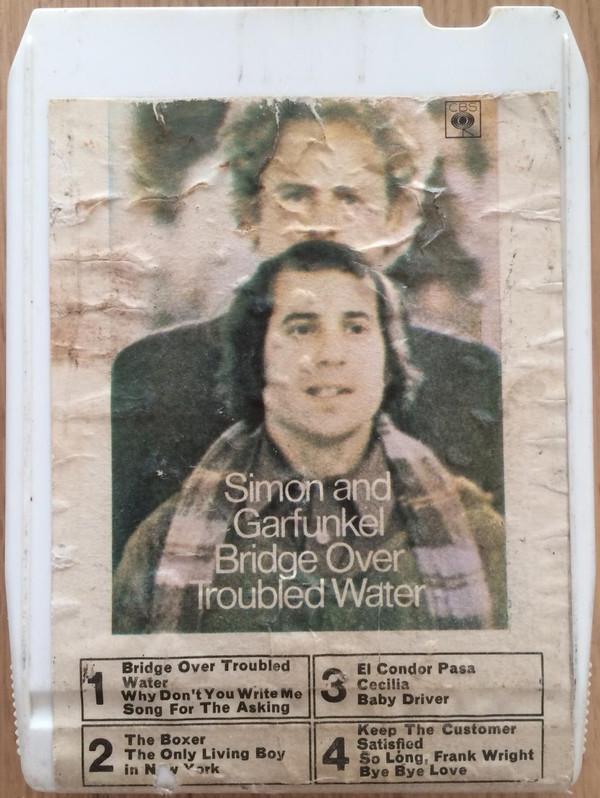 CBS
Simon and
Garfunkel
Bridge Over
Troubled Water
1
Bridge Over Troubled
Water
Why Don't You Write Me
Song For The Asking
2
The Boxer
The Only Living Boy
in New York
3
El Condor Pasa
Cecilia
Baby Driver
4
Keep The Customer
Satisfied
So Long, Frank Wright
Bye Bye Love